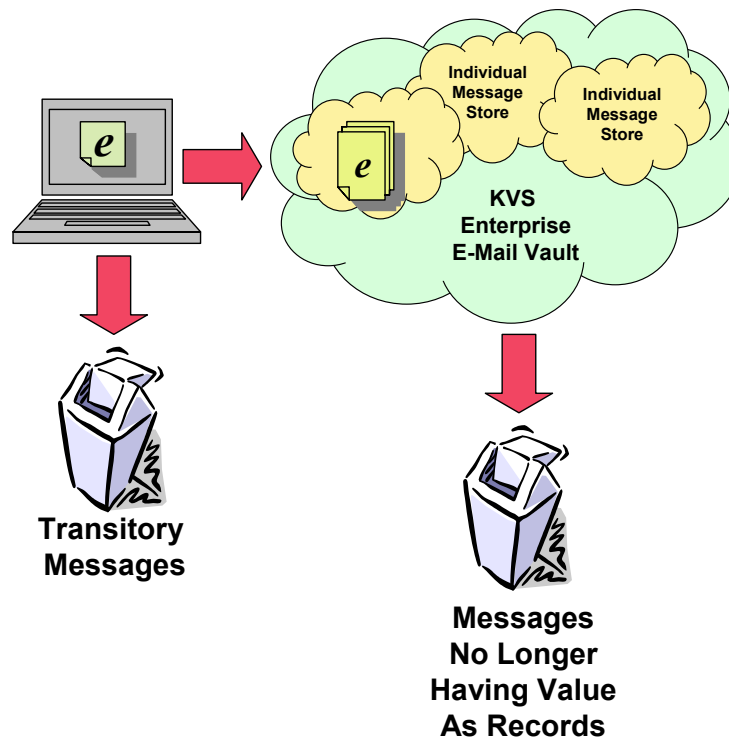 Individual
Message
Store
Individual
Message
Store
e
e
KVS
Enterprise
E-Mail Vault
Transitory
Messages
Messages
No Longer
Having Value
As Records